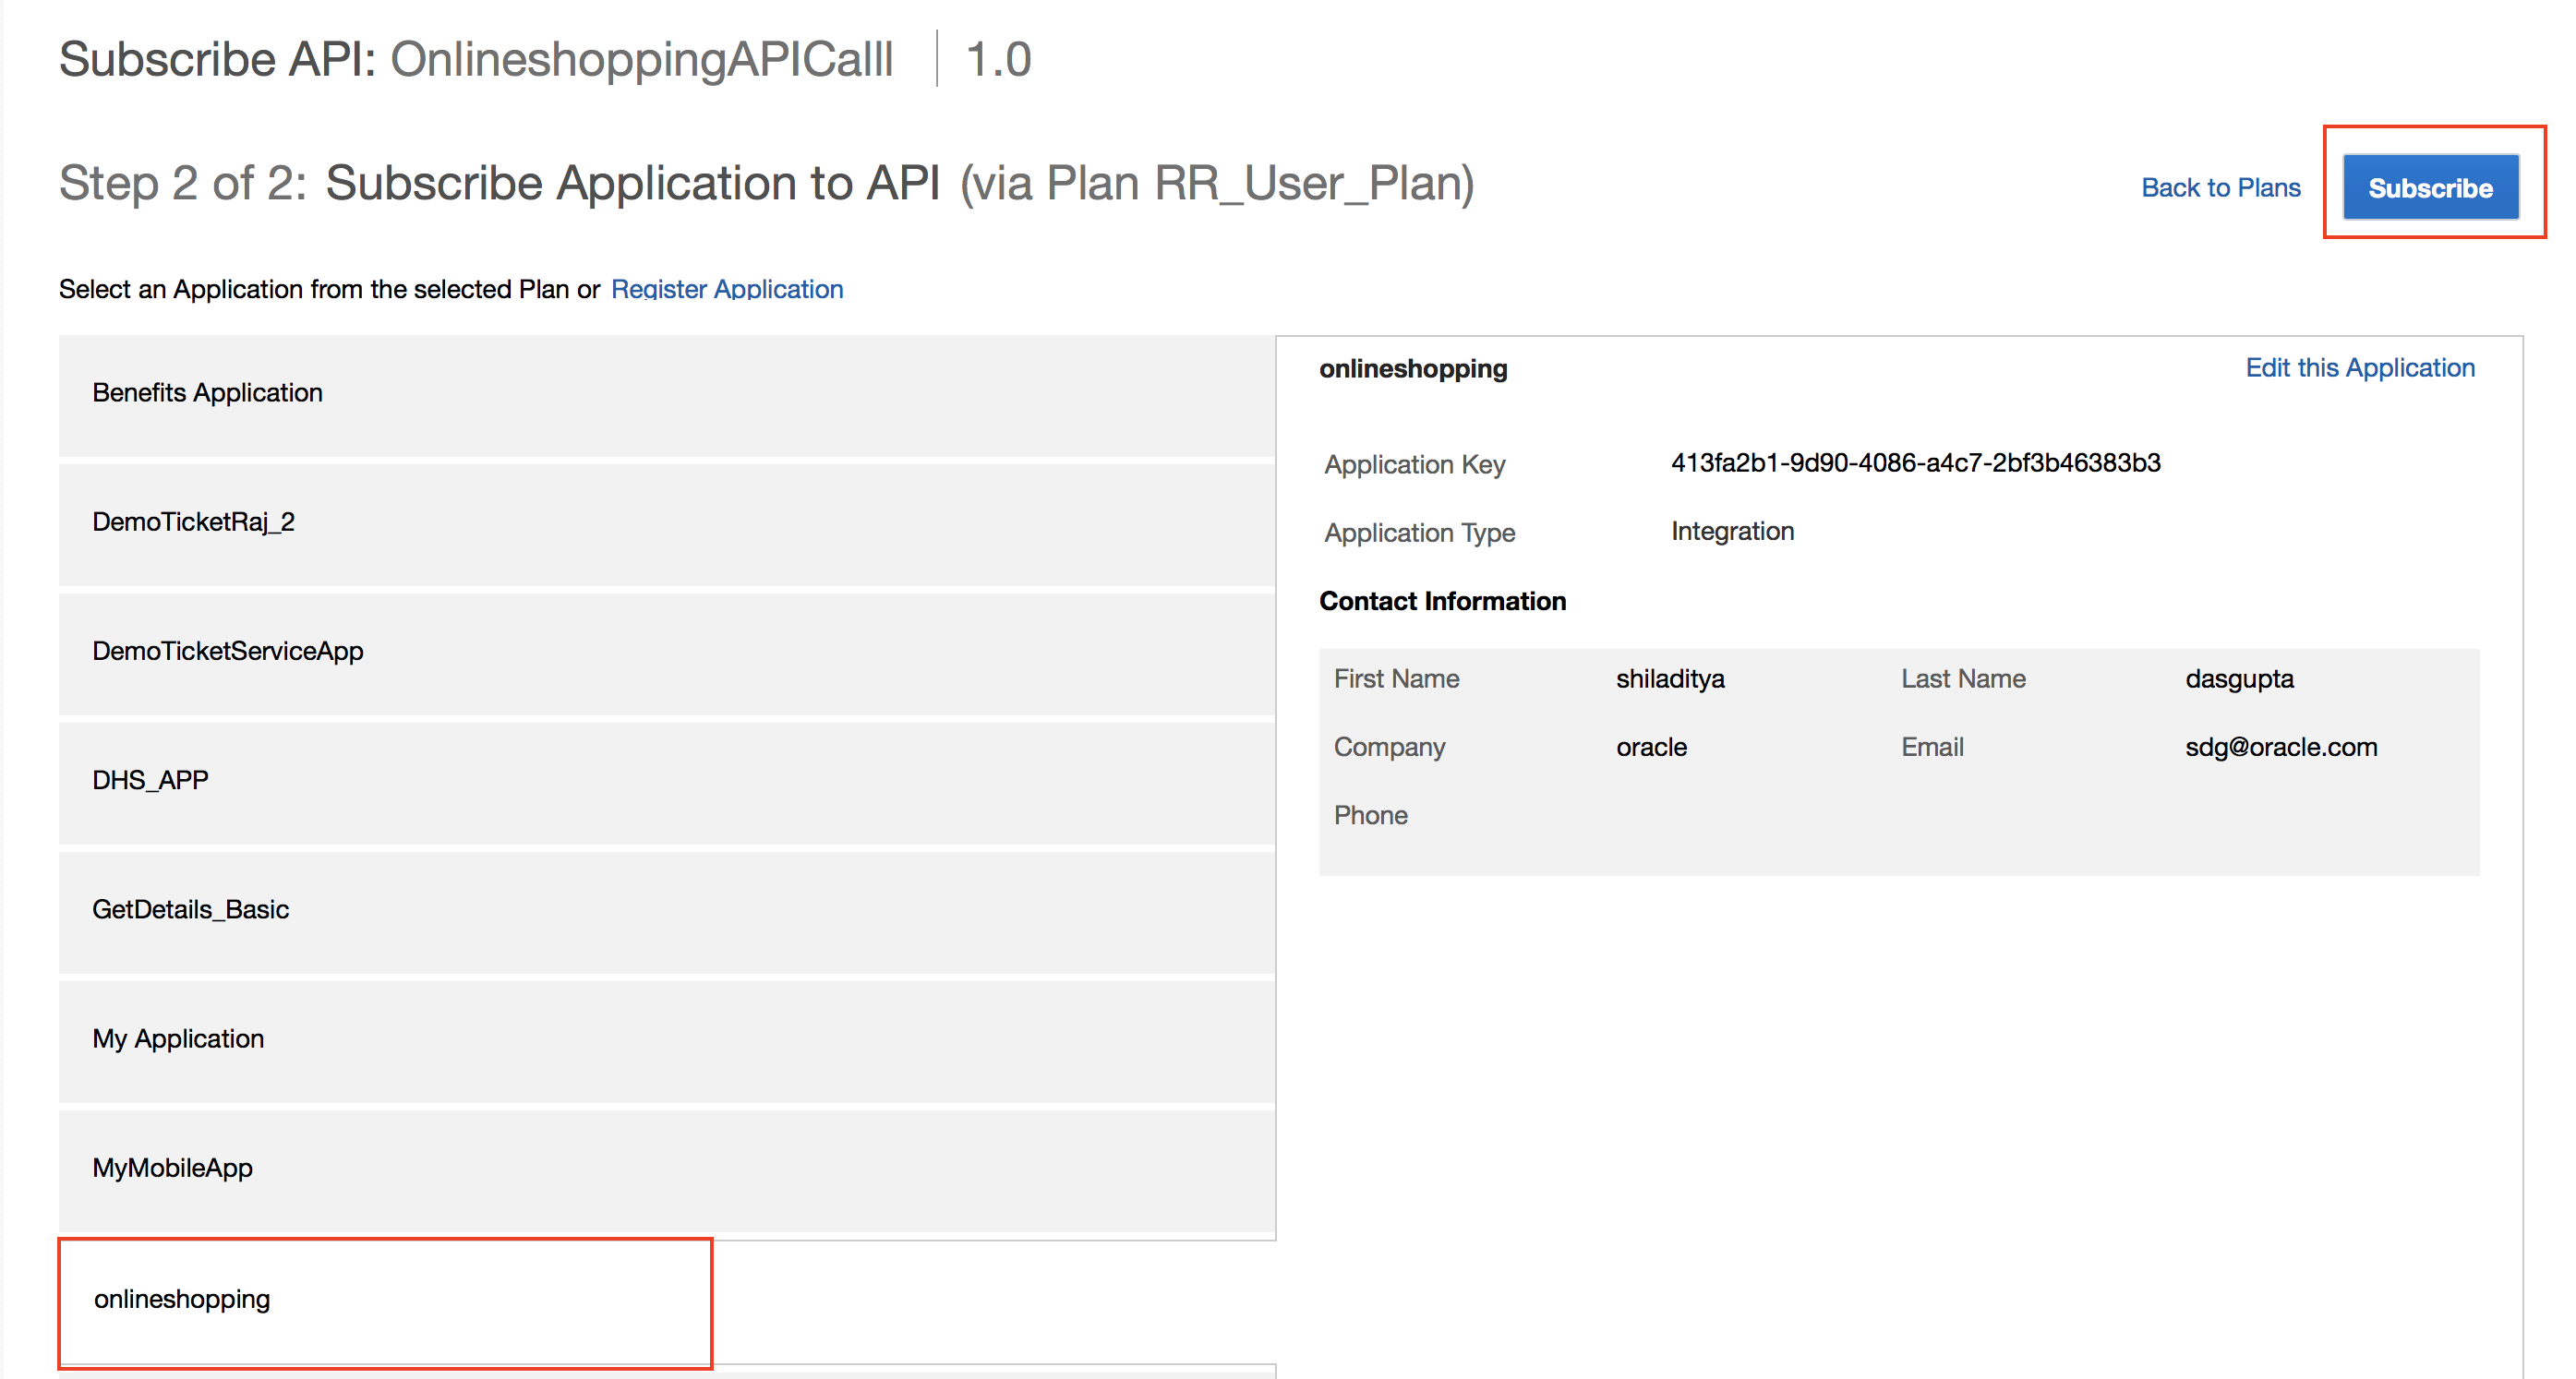 Subscribe API: OnlineshoppingAPICalll | 1.0
Step 2 of 2: Subscribe Application to API (via Plan RR_User_Plan)
Back to Plans
Subscribe
Select an Application from the selected Plan or Register Application
Benefits Application
DemoTicketRaj_2
DemoTicketServiceApp
DHS_APP
GetDetails_Basic
My Application
MyMobileApp
onlineshopping
onlineshopping
Edit this Application
Application Key 413fa2b1-9d90-4086-a4c7-2bf3b46383b3
Application Type Integration
Contact Information
First Name shiladitya Last Name dasgupta
Company oracle Email sdg@oracle.com
Phone